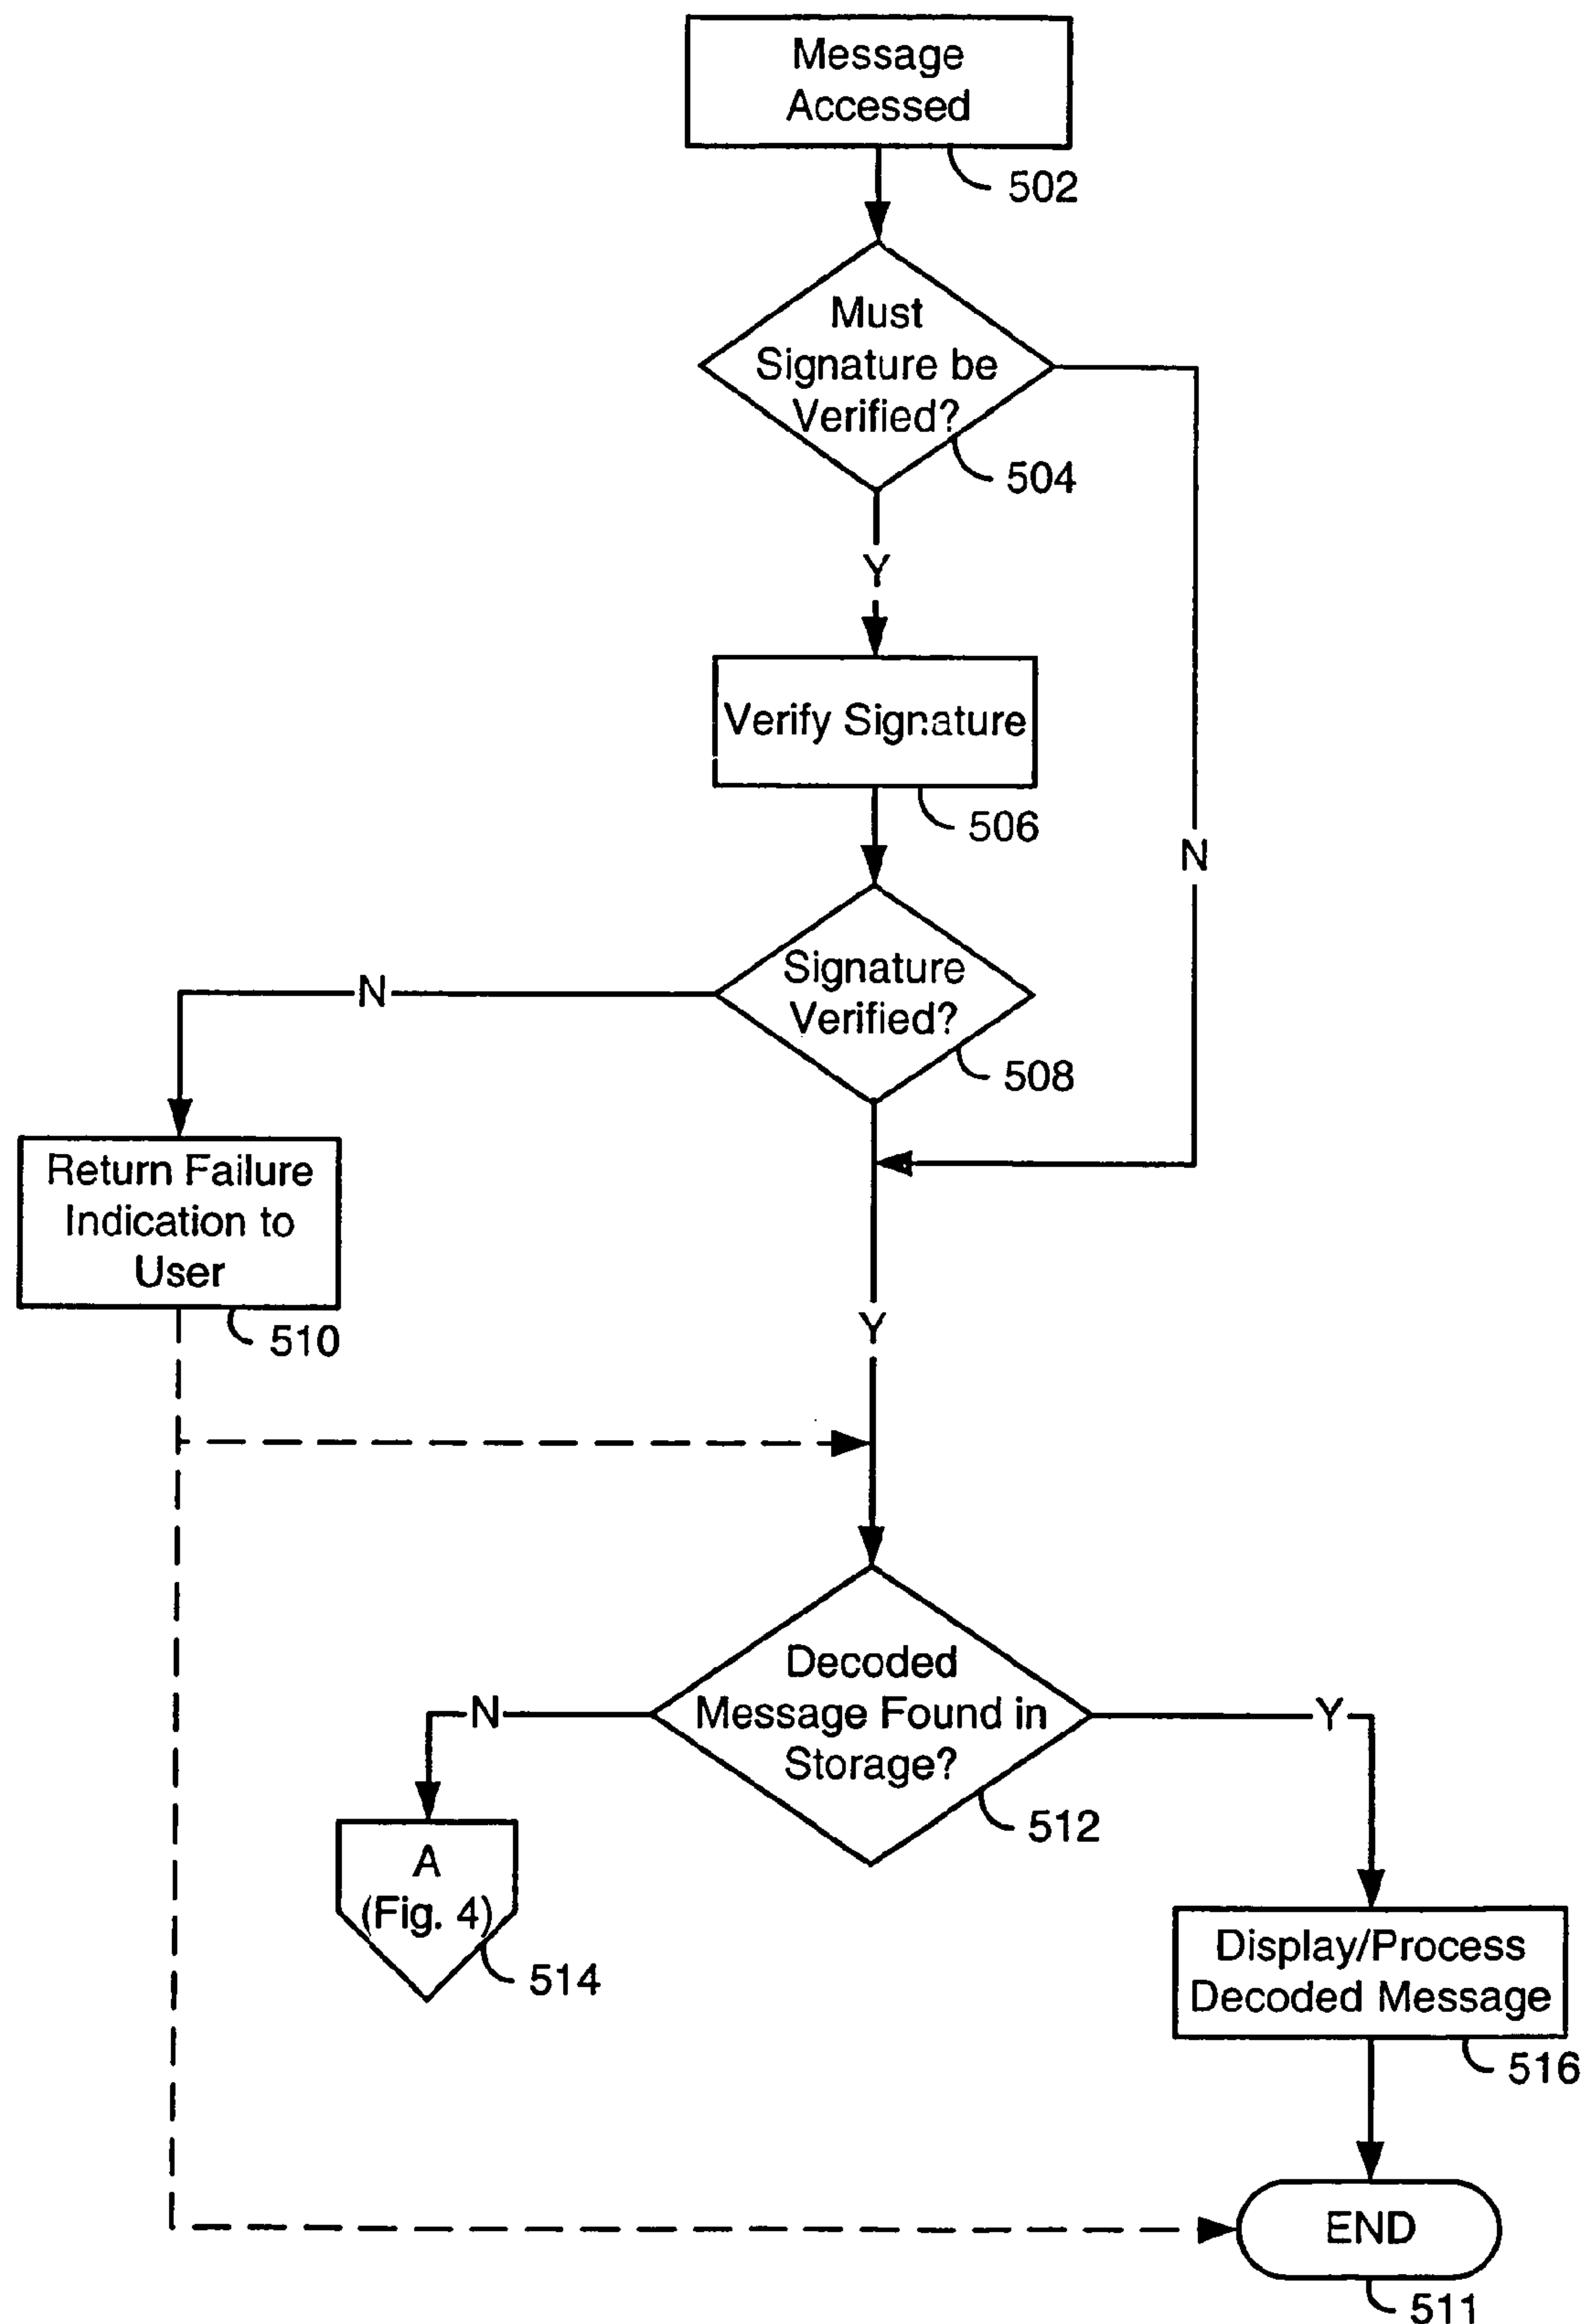 Message
Accessed
502
Must
Signature be
Verified?
504
Y
Verify Signature
506
N
Signature
Verified?
N
508
Return Failure
Indication to
User
510
Y
Decoded
Message Found in
Storage?
N
Y
512
A
(Fig. 4)
514
Display/Process
Decoded Message
516
END
511